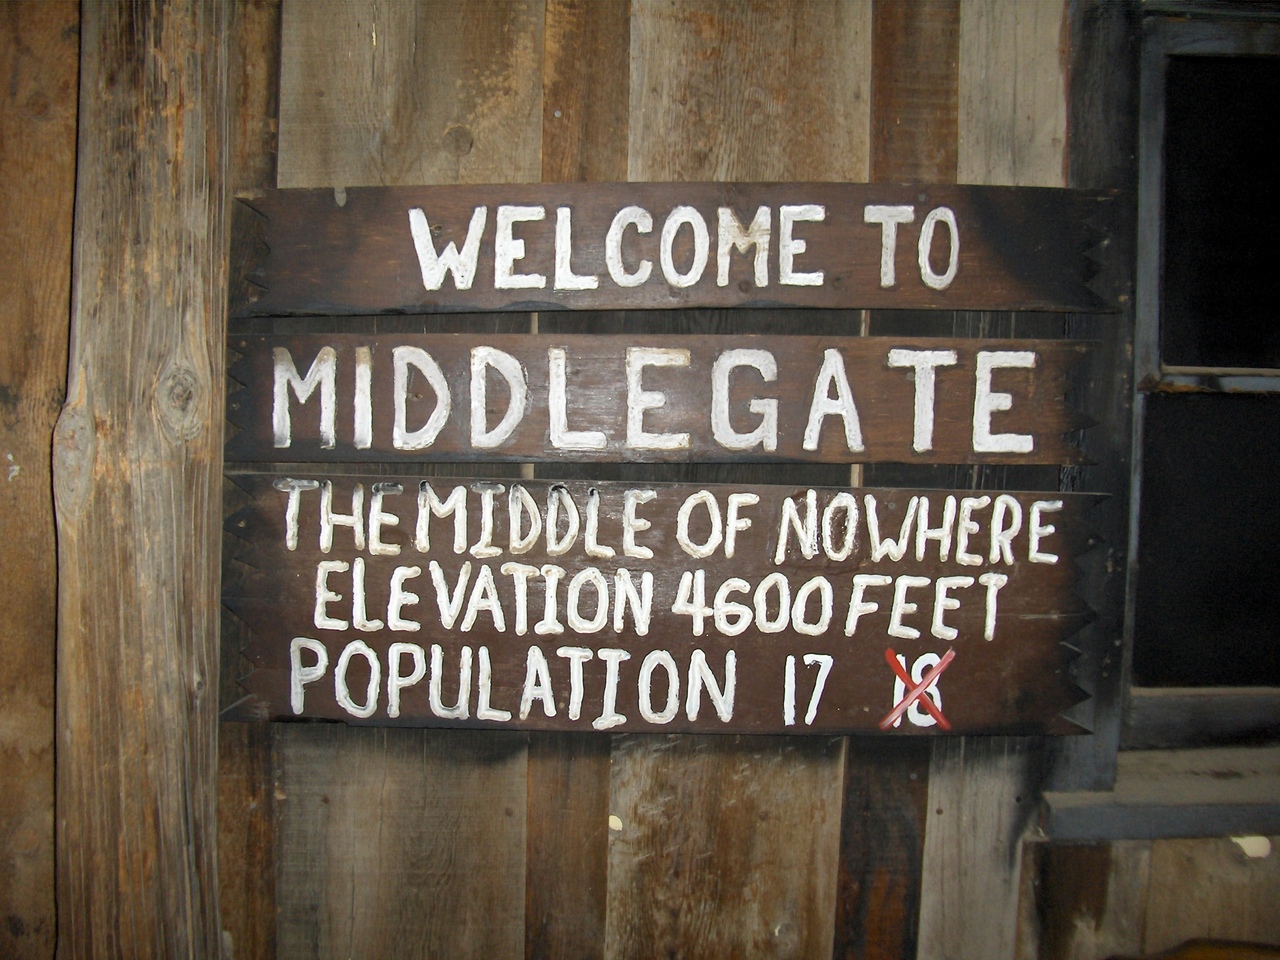 WELCOME TO
MIDDLEGATE
THE MIDDLE OF NOWHERE
ELEVATION 4600 FEET
POPULATION 17 18